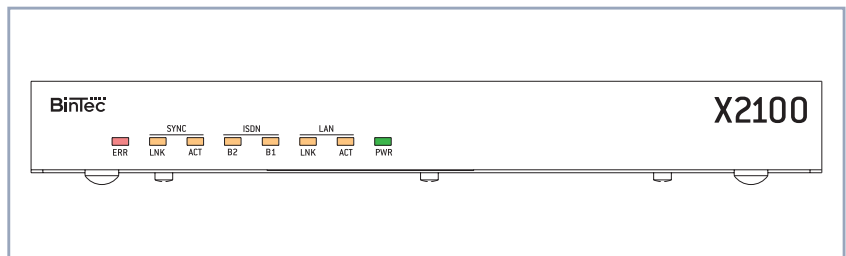 BinTec
X2100
SYNC ISDN LAN
ERR LNK ACT B2 B1 LNK ACT PWR